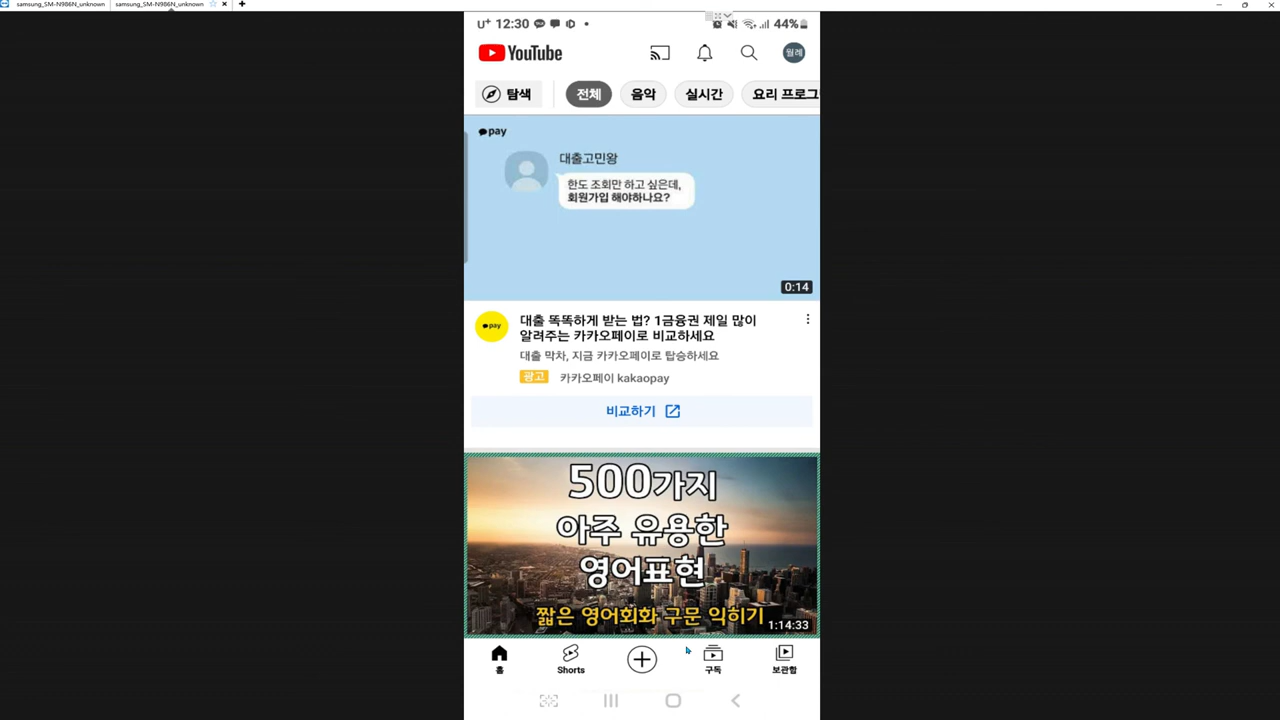 samsung_SM-N986N_unknown samsung_SM-N986N_unknown
U+ 12:30 44%
YouTube 월레
탐색 전체 음악 실시간 요리 프로그
pay
대출고민왕
한도 조회만 하고 싶은데,
회원가입 해야하나요?
0:14
pay
대출 똑똑하게 받는 법? 1금융권 제일 많이
알려주는 카카오페이로 비교하세요
대출 막차, 지금 카카오페이로 탑승하세요
광고 카카오페이 kakaopay
비교하기
500가지
아주 유용한
영어표현
짧은 영어회화 구문 익히기
1:14:33
홈 Shorts 구독 보관함